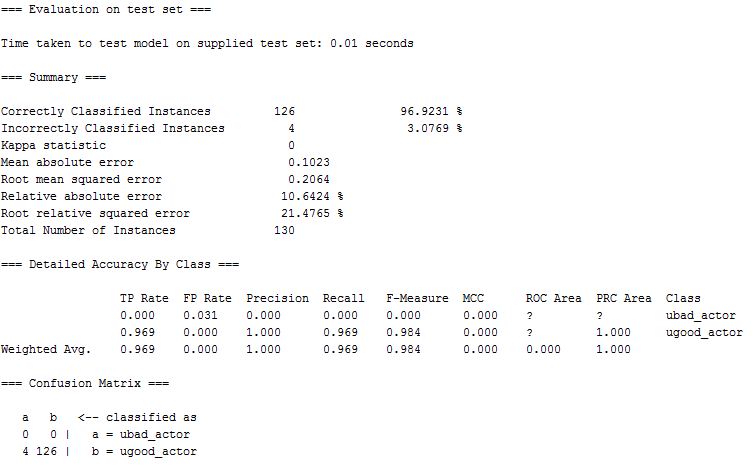 === Evaluation on test set ===
Time taken to test model on supplied test set: 0.01 seconds
=== Summary ===
Correctly Classified Instances 126 96.9231 %
Incorrectly Classified Instances 4 3.0769 %
Kappa statistic 0
Mean absolute error 0.1023
Root mean squared error 0.2064
Relative absolute error 10.6424 %
Root relative squared error 21.4765 %
Total Number of Instances 130
=== Detailed Accuracy By Class ===
TP Rate FP Rate Precision Recall F-Measure MCC ROC Area PRC Area Class
0.000 0.031 0.000 0.000 0.000 0.000 ? ? ubad_actor
0.969 0.000 1.000 0.969 0.984 0.000 ? 1.000 ugood_actor
Weighted Avg. 0.969 0.000 1.000 0.969 0.984 0.000 0.000 1.000
=== Confusion Matrix ===
a b <-- classified as
0 0 | a = ubad_actor
4 126 | b = ugood_actor